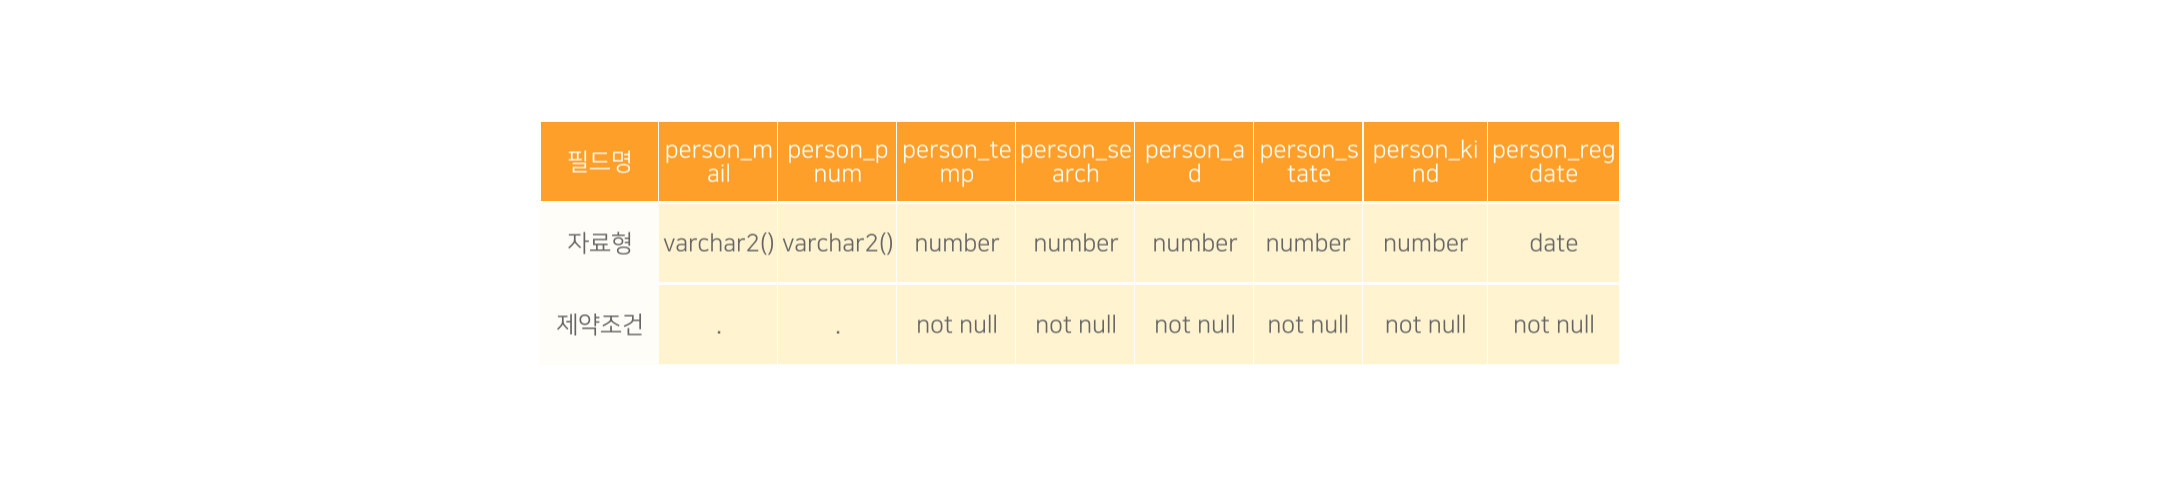 필드명 person_m person_p person_te person_se person_a person_s person_ki person_reg
ail num mp arch d tate nd date
자료형 varchar2() varchar2() number number number number number date
제약조건 . . not null not null not null not null not null not null